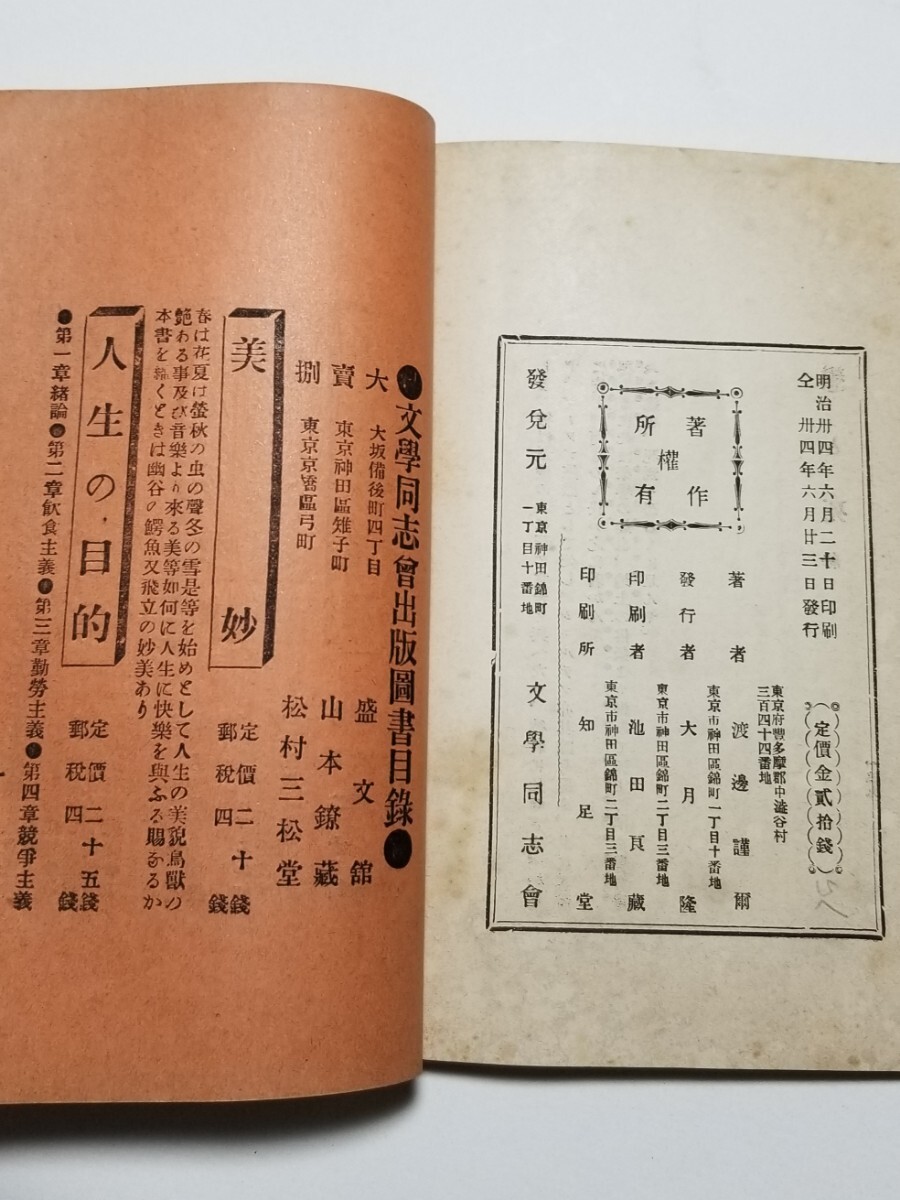 明治卅四年六月二十日印刷
仝 卅四年六月廿三日發行
(定價金貳拾錢)
著作
權
所有
著者
東京府豐多摩郡中澁谷村
三百四十四番地
渡邊謹爾
發行者
東京市神田區錦町一丁目十番地
大月隆
印刷者
東京市神田區錦町二丁目三番地
池田頁藏
印刷所
東京市神田區錦町二丁目三番地
知足堂
發兌元
東京神田錦町
一丁目十番地
文學同志會
文學同志會出版圖書目錄
大賣捌
大坂備後町四丁目 盛文舘
東京神田區雉子町 山本鐐藏
東京京橋區弓町 松村三松堂
美妙
定價二十錢
郵税四錢
春は花夏は螢秋の虫の聲冬の雪是等を始めとして人生の美貌鳥獸の
艶ある事及び音樂より來る美等如何に人生に快樂を與ふる賜なるか
本書を繙くときは幽谷の鰐魚又飛立の妙美あり
人生の目的
定價二十五錢
郵税四錢
第一章緒論●第二章飮食主義●第三章勤勞主義●第四章競爭主義